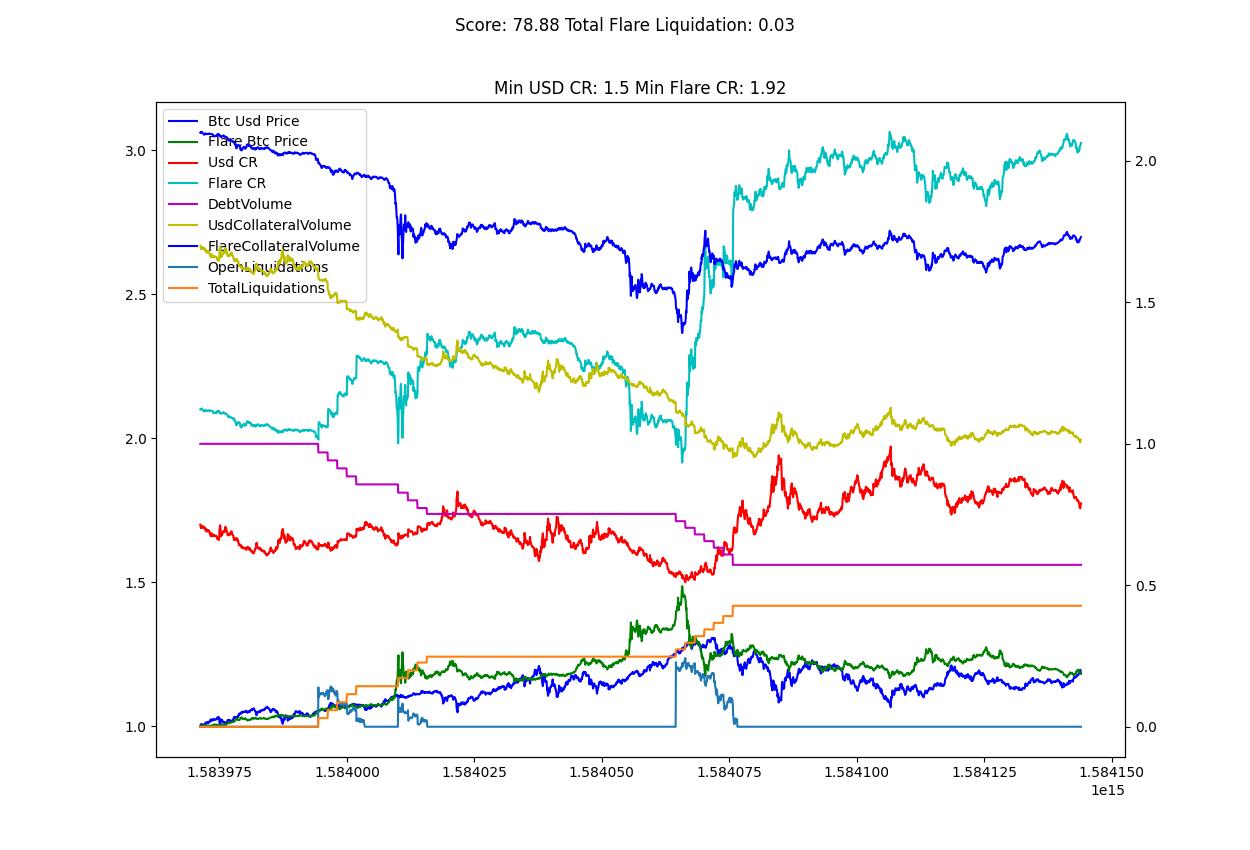 Score: 78.88 Total Flare Liquidation: 0.03
Min USD CR: 1.5 Min Flare CR: 1.92
Btc Usd Price
Flare Btc Price
Usd CR
Flare CR
DebtVolume
UsdCollateralVolume
FlareCollateralVolume
OpenLiquidations
TotalLiquidations
3.0
2.5
2.0
1.5
1.0
2.0
1.5
1.0
0.5
0.0
1.583975 1.584000 1.584025 1.584050 1.584075 1.584100 1.584125 1.584150
1e15